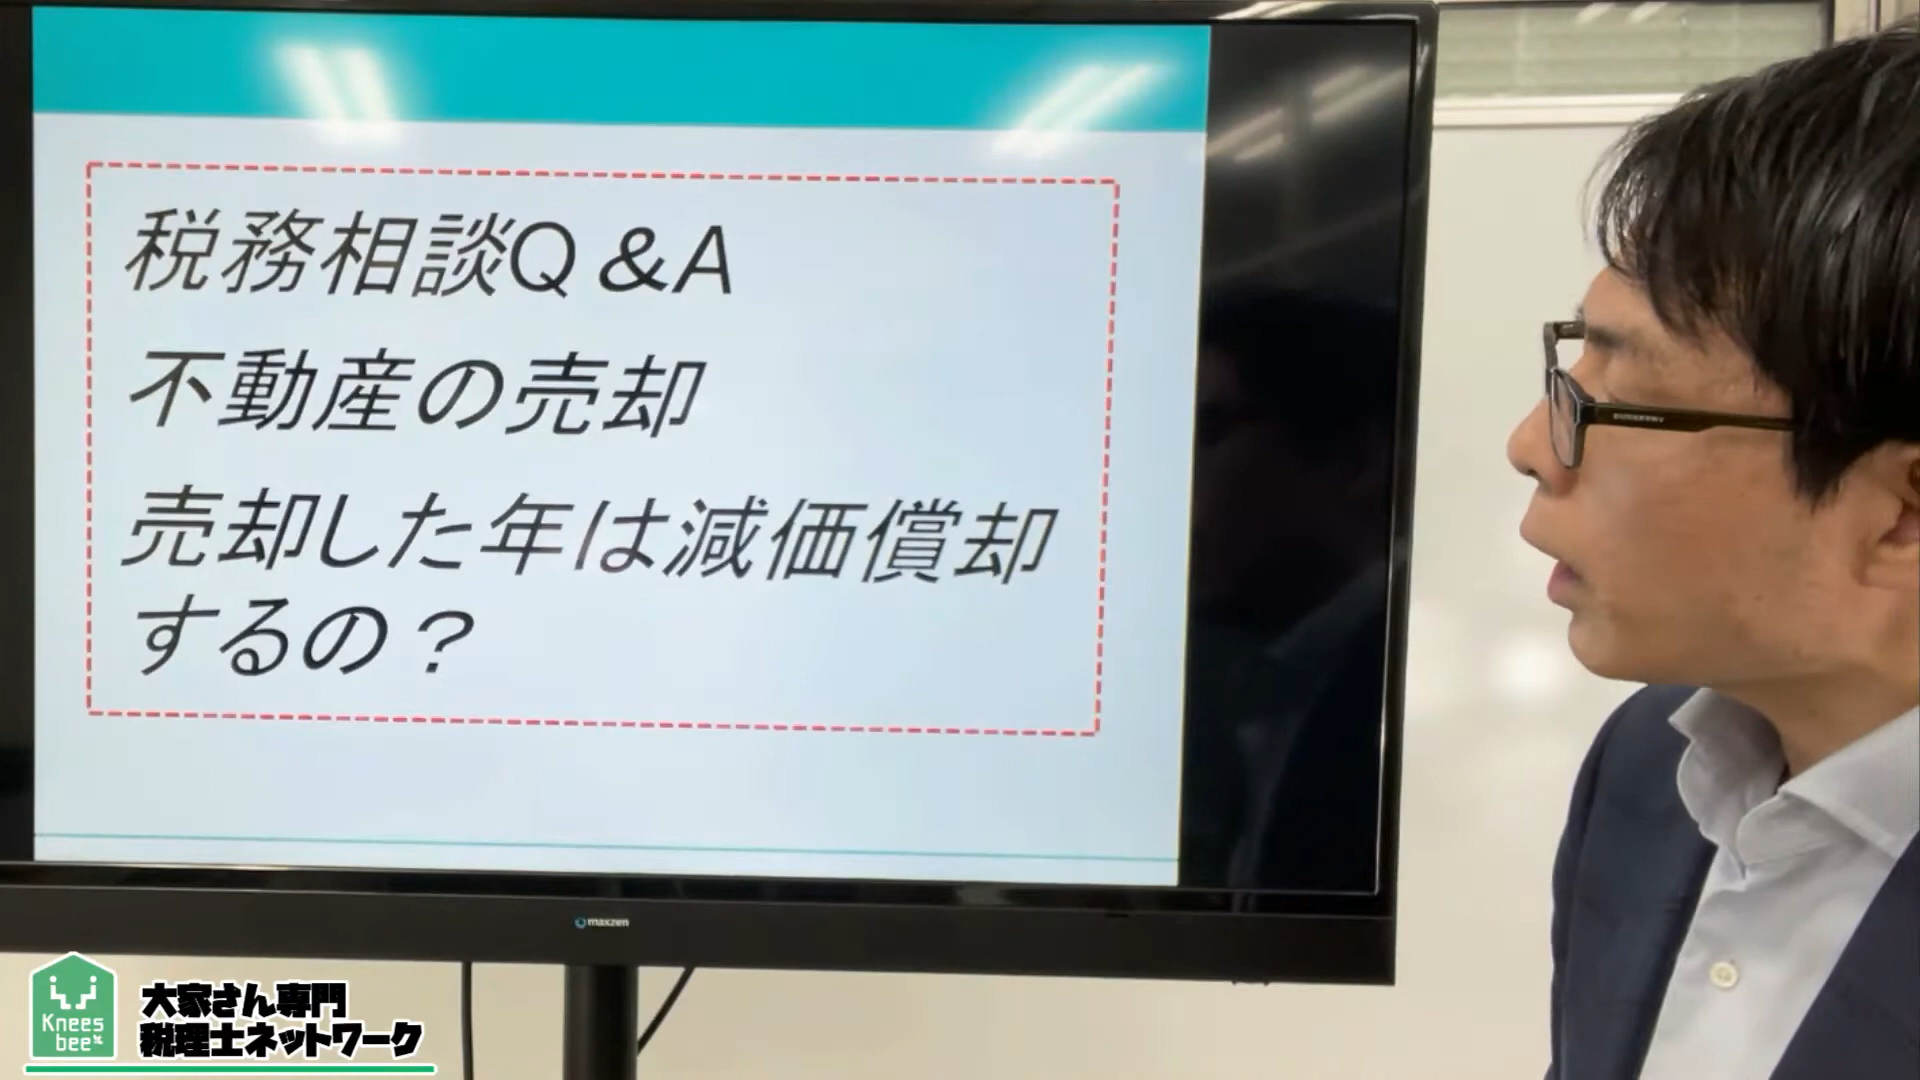 税務相談Q&A
不動産の売却
売却した年は減価償却
するの？
maxzen
Knees
bee
大家さん専門
税理士ネットワーク